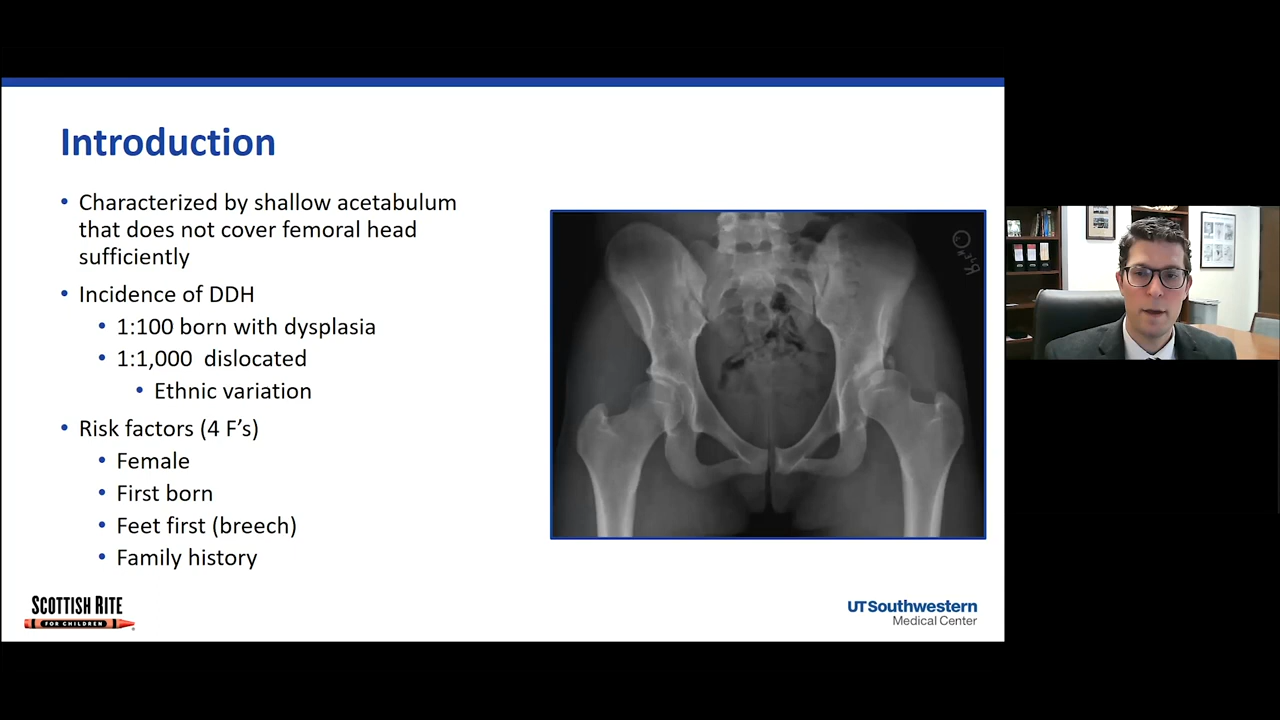 Introduction
• Characterized by shallow acetabulum
that does not cover femoral head
sufficiently
• Incidence of DDH
• 1:100 born with dysplasia
• 1:1,000 dislocated
• Ethnic variation
• Risk factors (4 F's)
• Female
• First born
• Feet first (breech)
• Family history
SCOTTISH RITE
FOR CHILDREN
UTSouthwestern
Medical Center